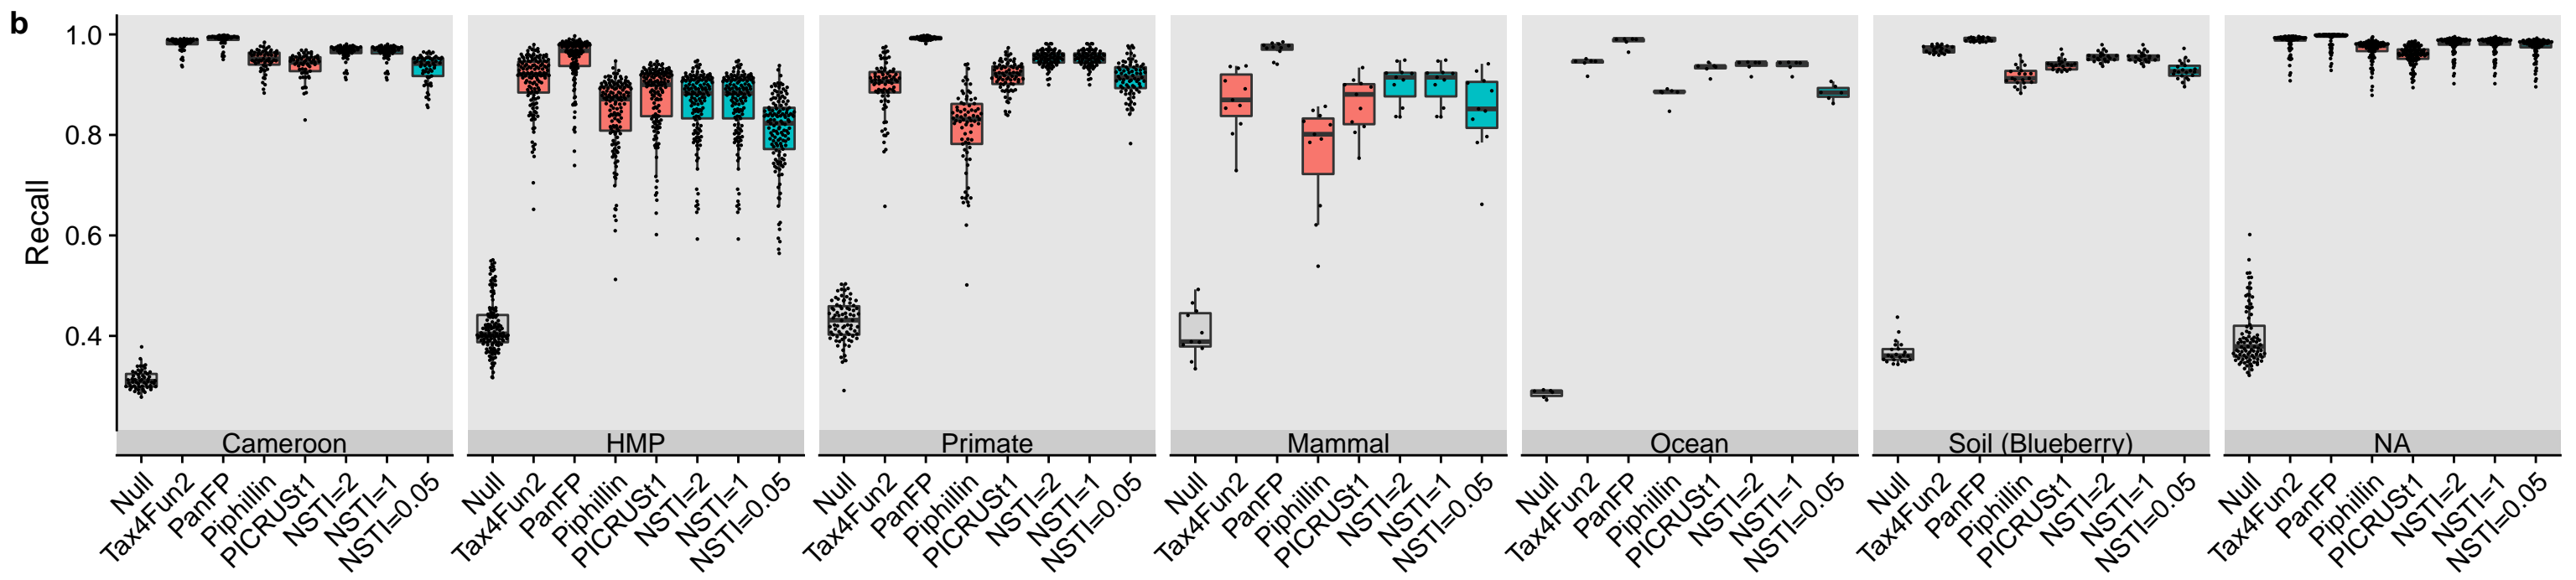 b
Recall
1.0
0.8
0.6
0.4
Cameroon HMP Primate Mammal Ocean Soil (Blueberry) NA
Null Tax4Fun2 PanFP Piphillin PICRUSt1 NSTI=2 NSTI=1 NSTI=0.05
Null Tax4Fun2 PanFP Piphillin PICRUSt1 NSTI=2 NSTI=1 NSTI=0.05
Null Tax4Fun2 PanFP Piphillin PICRUSt1 NSTI=2 NSTI=1 NSTI=0.05
Null Tax4Fun2 PanFP Piphillin PICRUSt1 NSTI=2 NSTI=1 NSTI=0.05
Null Tax4Fun2 PanFP Piphillin PICRUSt1 NSTI=2 NSTI=1 NSTI=0.05
Null Tax4Fun2 PanFP Piphillin PICRUSt1 NSTI=2 NSTI=1 NSTI=0.05
Null Tax4Fun2 PanFP Piphillin PICRUSt1 NSTI=2 NSTI=1 NSTI=0.05